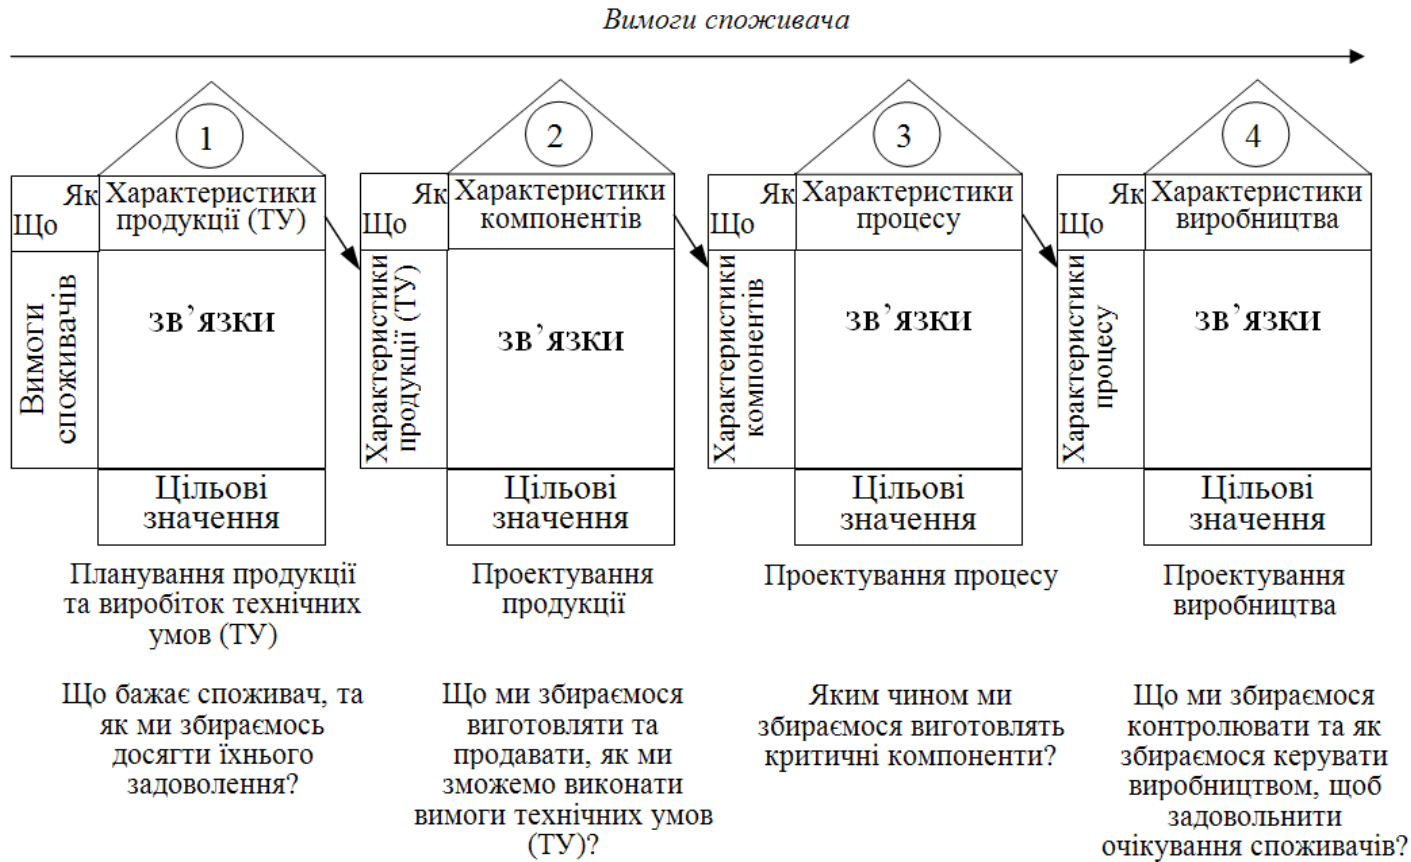 Вимоги споживача
1
Як
Що
Характеристики
продукції (ТУ)
Вимоги
споживачів
ЗВ’ЯЗКИ
Цільові
значення
Планування продукції
та виробіток технічних
умов (ТУ)
Що бажає споживач, та
як ми збираємось
досягти їхнього
задоволення?
2
Як
Що
Характеристики
компонентів
Характеристики
продукції (ТУ)
ЗВ’ЯЗКИ
Цільові
значення
Проектування
продукції
Що ми збираємося
виготовляти та
продавати, як ми
зможемо виконати
вимоги технічних умов
(ТУ)?
3
Як
Що
Характеристики
процесу
Характеристики
компонентів
ЗВ’ЯЗКИ
Цільові
значення
Проектування процесу
Яким чином ми
збираємося виготовлять
критичні компоненти?
4
Як
Що
Характеристики
виробництва
Характеристики
процесу
ЗВ’ЯЗКИ
Цільові
значення
Проектування
виробництва
Що ми збираємося
контролювати та як
збираємося керувати
виробництвом, щоб
задовольнити
очікування споживачів?